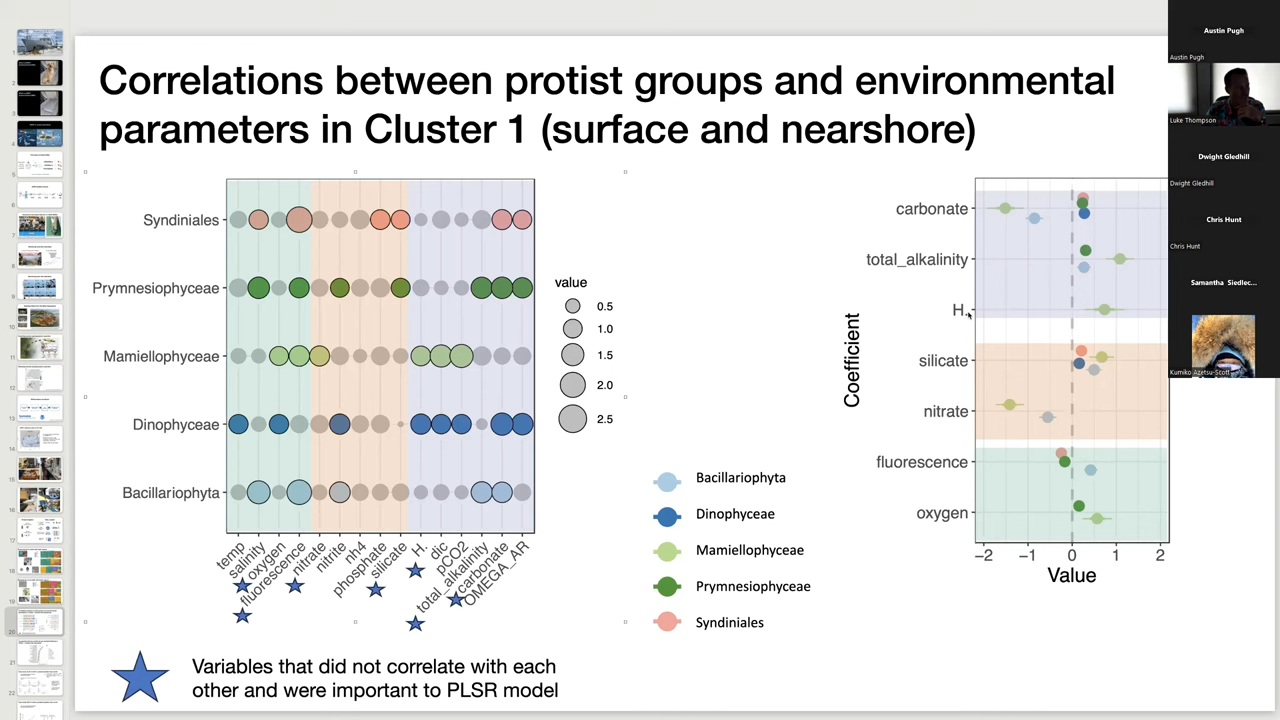 Correlations between protist groups and environmental
parameters in Cluster 1 (surface and nearshore)
Syndiniales
Prymnesiophyceae
Mamiellophyceae
Dinophyceae
Bacillariophyta
temp
salinity
oxygen
fluorescence
nitrate
nitrite
nh4
phosphate
silicate
H.
dic
pCO2
total_alkalinity
carbonate
OMEGA_AR
value
0.5
1.0
1.5
2.0
2.5
Bacillariophyta
Dinophyceae
Mamiellophyceae
Prymnesiophyceae
Syndiniales
Coefficient
carbonate
total_alkalinity
H.
silicate
nitrate
fluorescence
oxygen
−2
−1
0
1
2
Value
Variables that did not correlate with each
other and were important to PLSR model
Austin Pugh
Austin Pugh
Luke Thompson
Dwight Gledhill
Dwight Gledhill
Chris Hunt
Chris Hunt
Samantha Siedlec...
Kumiko Azetsu-Scott